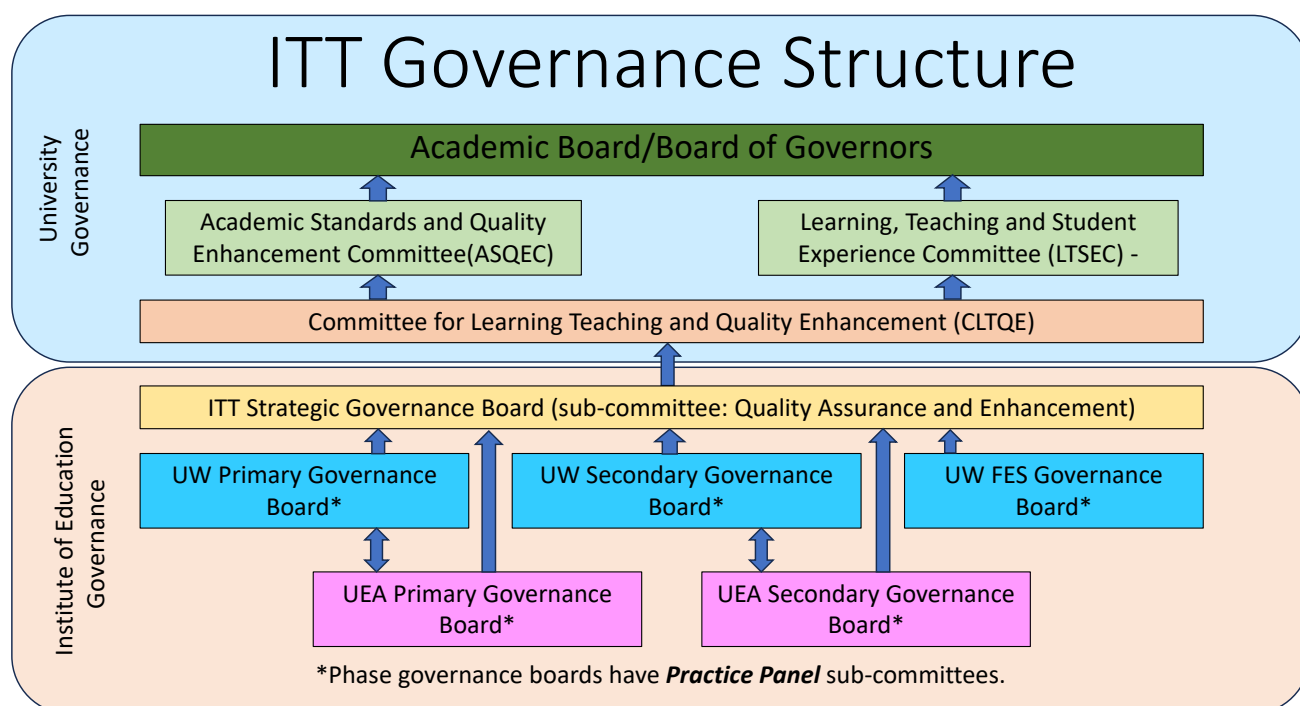 ITT Governance Structure
University
Governance
Academic Board/Board of Governors
Academic Standards and Quality
Enhancement Committee(ASQEC)
Learning, Teaching and Student
Experience Committee (LTSEC) -
Committee for Learning Teaching and Quality Enhancement (CLTQE)
Institute of Education
Governance
ITT Strategic Governance Board (sub-committee: Quality Assurance and Enhancement)
UW Primary Governance
Board*
UW Secondary Governance
Board*
UW FES Governance
Board*
UEA Primary Governance
Board*
UEA Secondary Governance
Board*
*Phase governance boards have Practice Panel sub-committees.